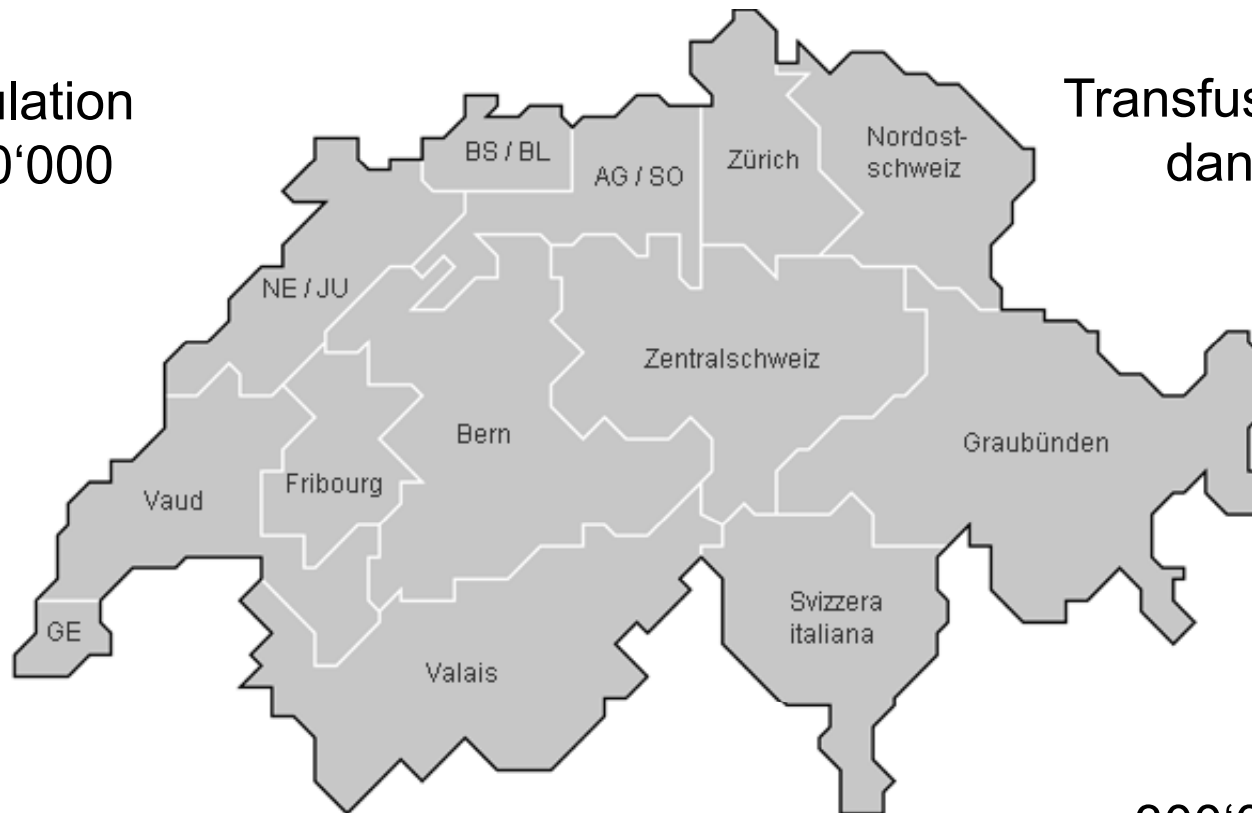 ulation
0‘000
Transfus
dan
BS / BL
AG / SO
Zürich
Nordost-
schweiz
NE / JU
Zentralschweiz
Bern
Graubünden
Fribourg
Vaud
Svizzera
italiana
GE
Valais